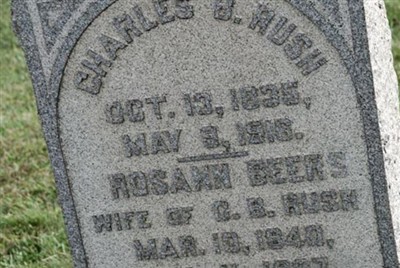 CHARLES B. RUSH
OCT. 13, 1835,
MAY 3, 1916.
ROSANN BEERS
WIFE OF C. B. RUSH
MAR. 19, 1840,